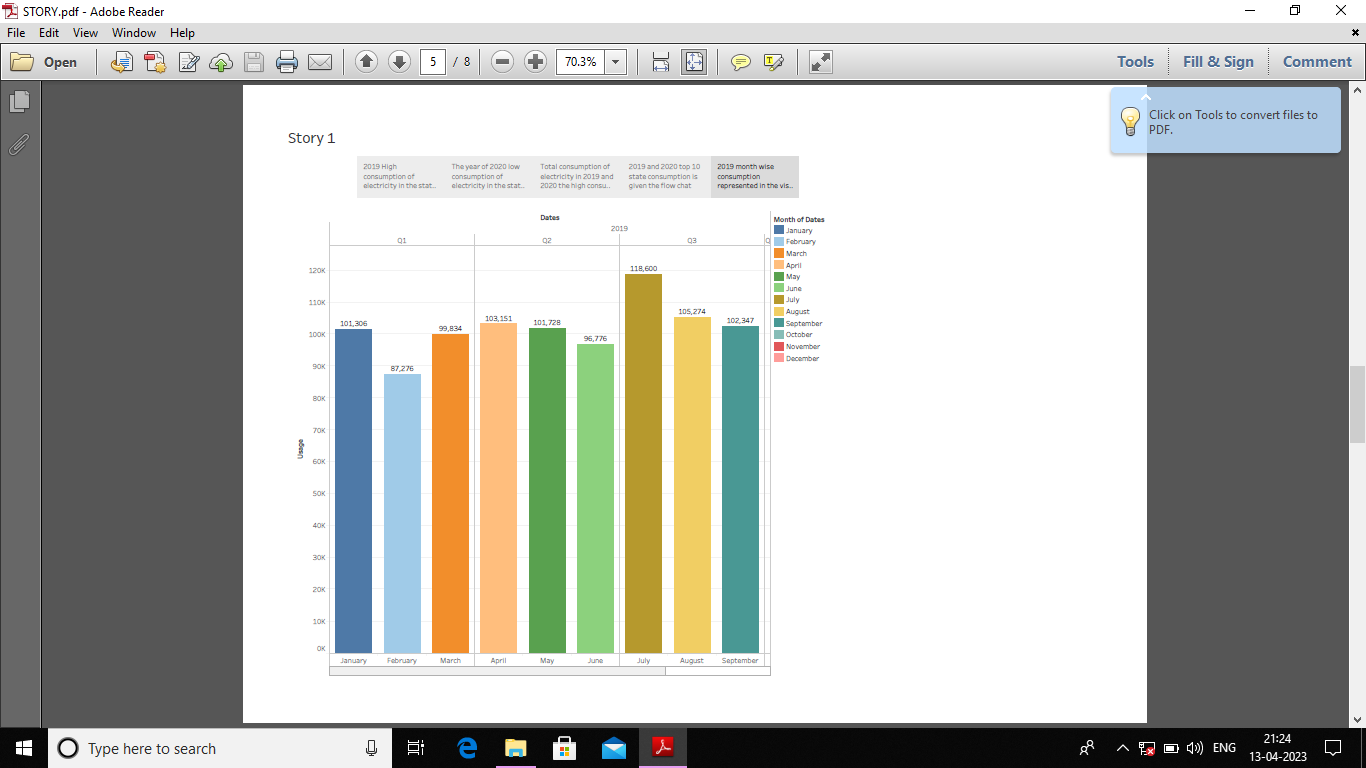 STORY.pdf - Adobe Reader
File Edit View Window Help
Open 5 / 8 70.3% Tools Fill & Sign Comment
Click on Tools to convert files to
PDF.
Story 1
2019 High
consumption of
electricity in the stat..
The year of 2020 low
consumption of
electricity in the stat..
Total consumption of
electricity in 2019 and
2020 the high consu..
2019 and 2020 top 10
state consumption is
given the flow chat
2019 month wise
consumption
represented in the vis..
Dates
2019
Q1 Q2 Q3 Q
Month of Dates
January
February
March
April
May
June
July
August
September
October
November
December
Usage
120K
110K
100K
90K
80K
70K
60K
50K
40K
30K
20K
10K
0K
101,306
87,276
99,834
103,151
101,728
96,776
118,600
105,274
102,347
January February March April May June July August September
Type here to search
ENG
21:24
13-04-2023